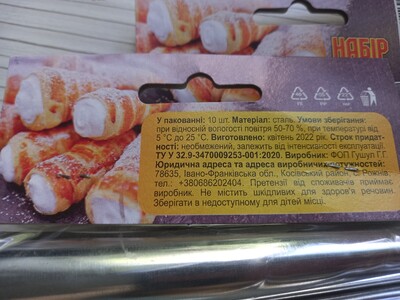 НАБІР
У пакованні: 10 шт. Матеріал: сталь. Умови зберігання:
при відносній вологості повітря 50-70 %, при температурі від
5 °С до 25 °С. Виготовлено: квітень 2022 рік. Строк придат-
ності: необмежений, залежить від інтенсивності експлуатації.
ТУ У 32.9-3470009253-001:2020. Виробник: ФОП Гушул Г.Г.
Юридична адреса та адреса виробничих потужностей:
78635, Івано-Франківська обл., Косівський район, с. Рожнів,
тел.: +380686202404. Претензії від споживачів приймає
виробник. Не містить шкідливих для здоров'я речовин.
Зберігати в недоступному для дітей місці.